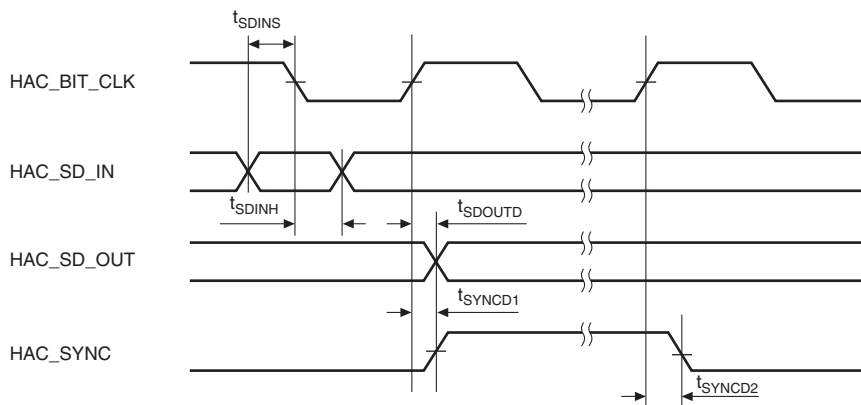 tSDINS
HAC_BIT_CLK
HAC_SD_IN
tSDINH
tSDOUTD
HAC_SD_OUT
tSYNCD1
HAC_SYNC
tSYNCD2